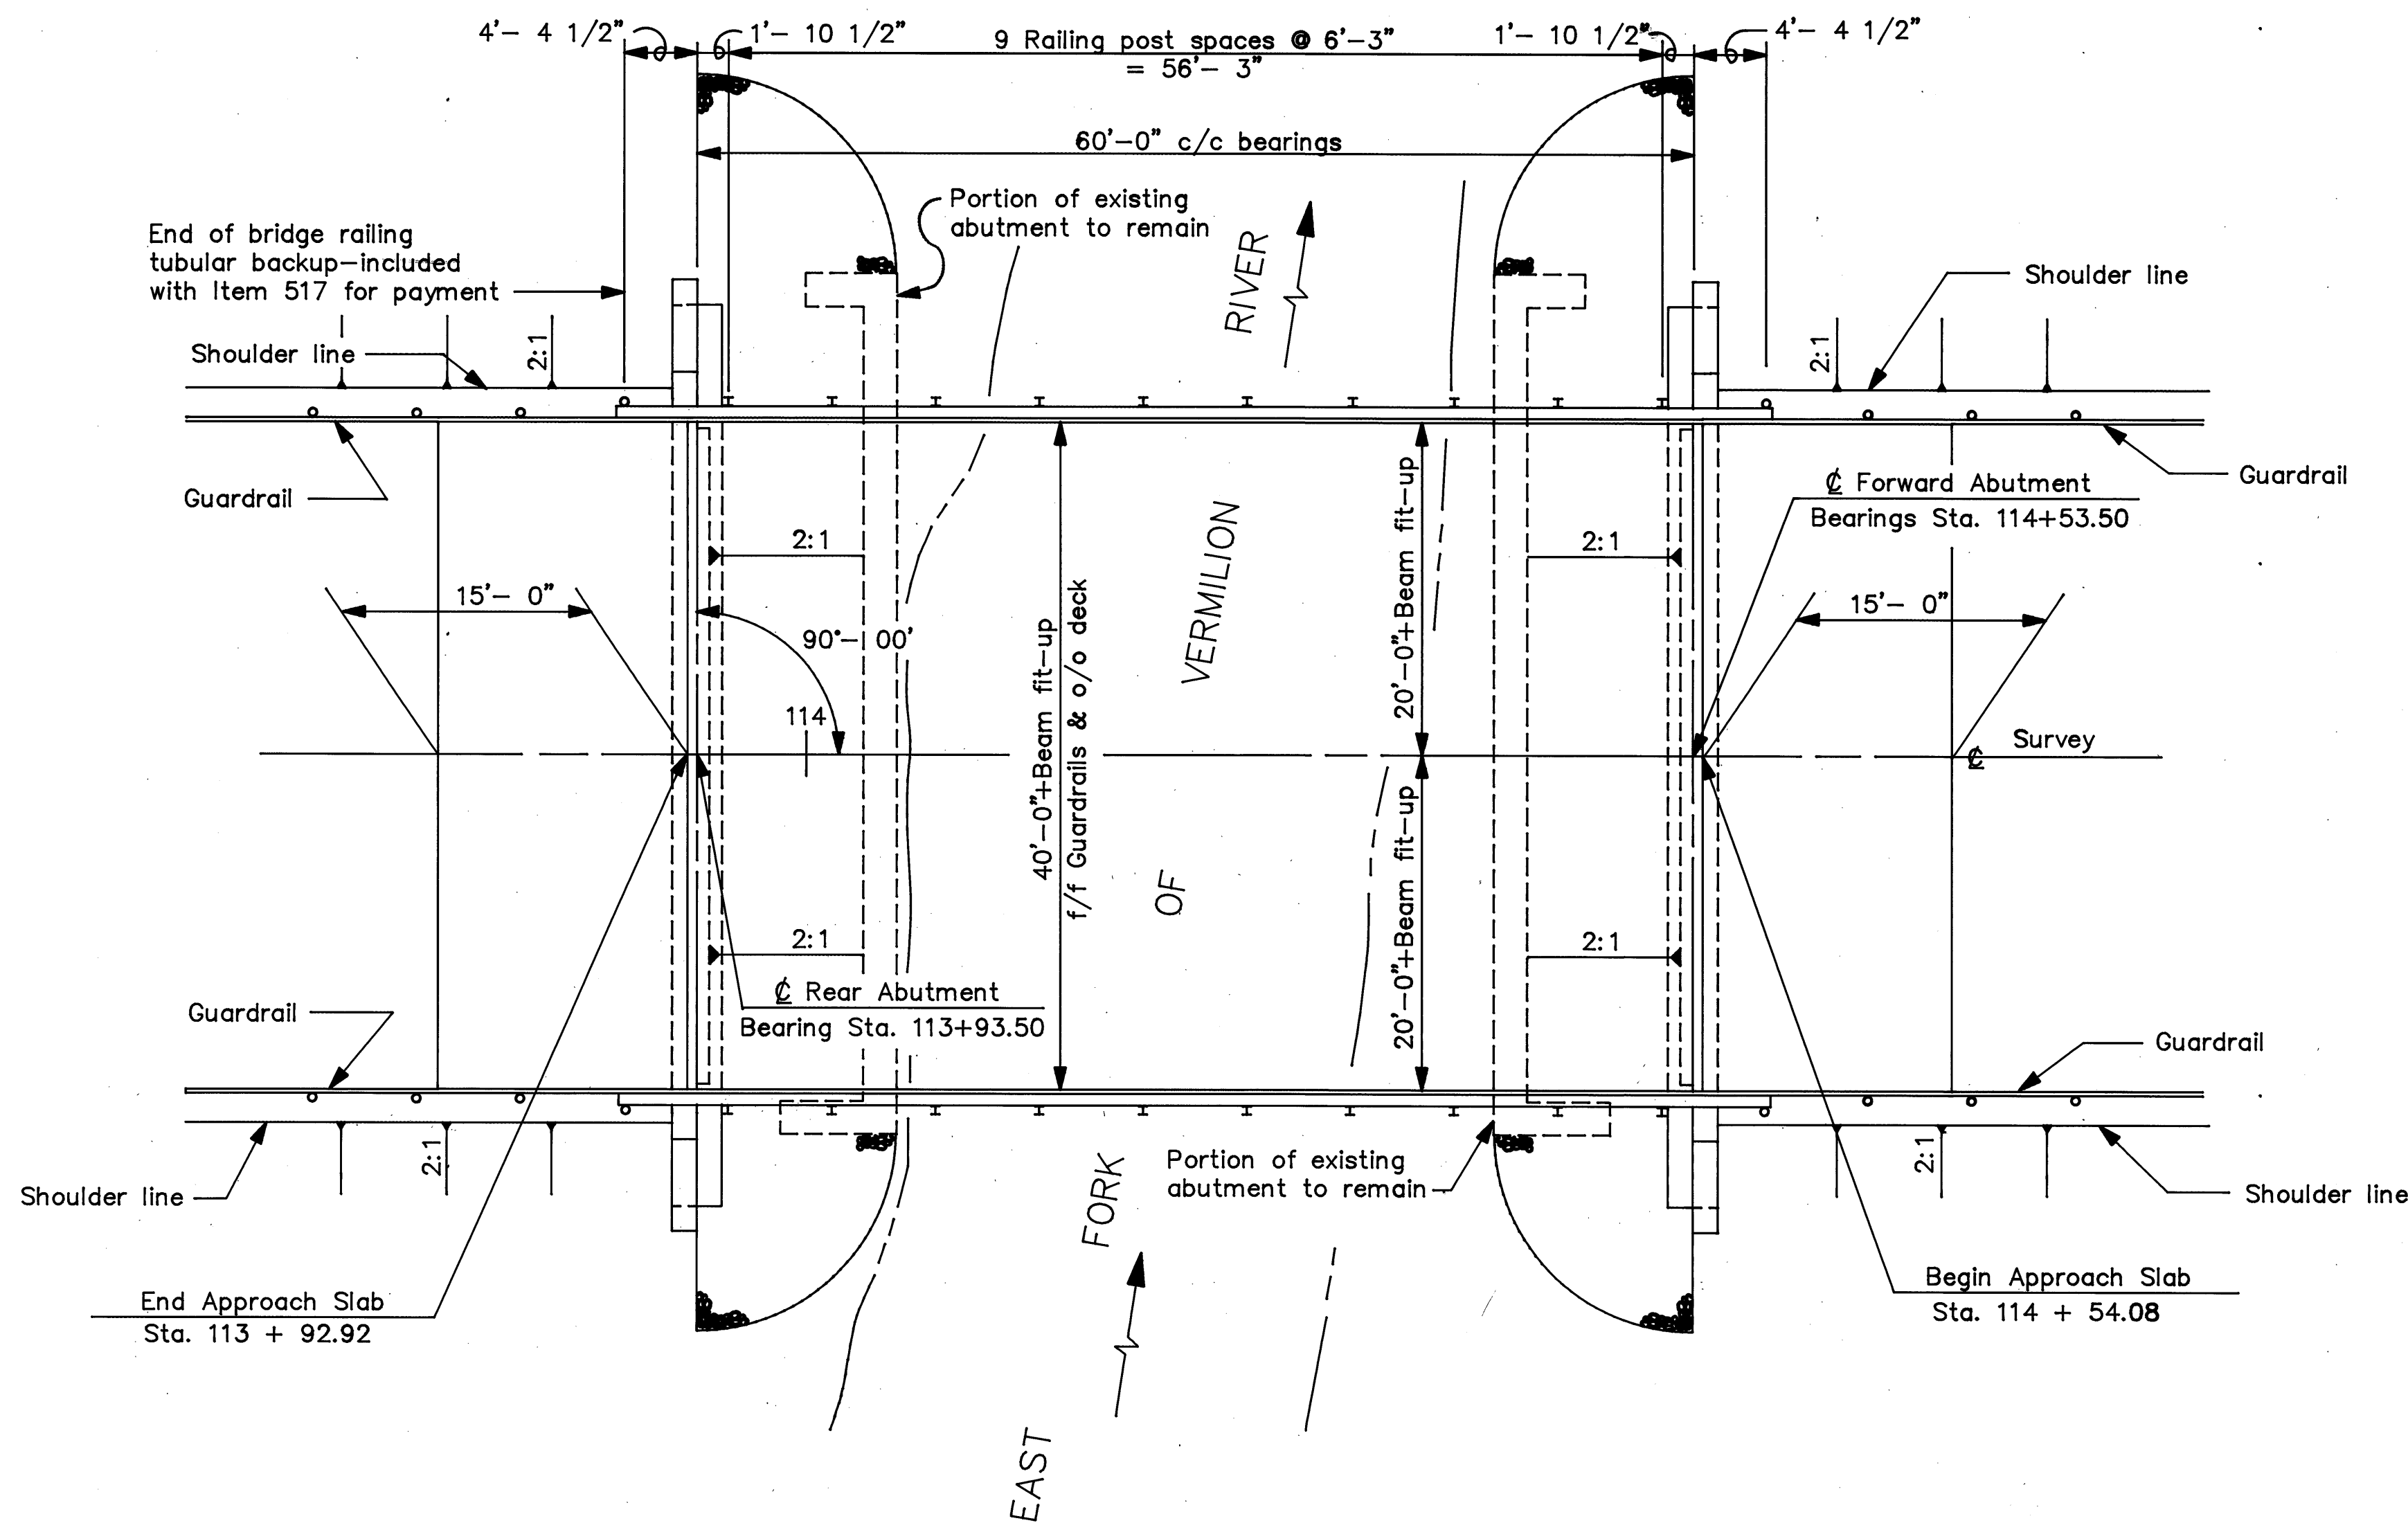 4'- 4 1/2"
1'- 10 1/2"
9 Railing post spaces @ 6'-3"
= 56'- 3"
1'- 10 1/2"
4'- 4 1/2"
60'-0" c/c bearings
Portion of existing
abutment to remain
End of bridge railing
tubular backup-included
with Item 517 for payment
RIVER
Shoulder line
Shoulder line
2:1
2:1
Guardrail
Guardrail
℄ Forward Abutment
Bearings Sta. 114+53.50
2:1
2:1
VERMILION
20'-0"+Beam fit-up
15'- 0"
15'- 0"
90°- 00'
40'-0"+Beam fit-up
f/f Guardrails & o/o deck
114
℄ Survey
OF
20'-0"+Beam fit-up
2:1
2:1
℄ Rear Abutment
Bearing Sta. 113+93.50
Guardrail
Guardrail
2:1
2:1
Portion of existing
abutment to remain
FORK
Shoulder line
Shoulder line
End Approach Slab
Sta. 113 + 92.92
Begin Approach Slab
Sta. 114 + 54.08
EAST